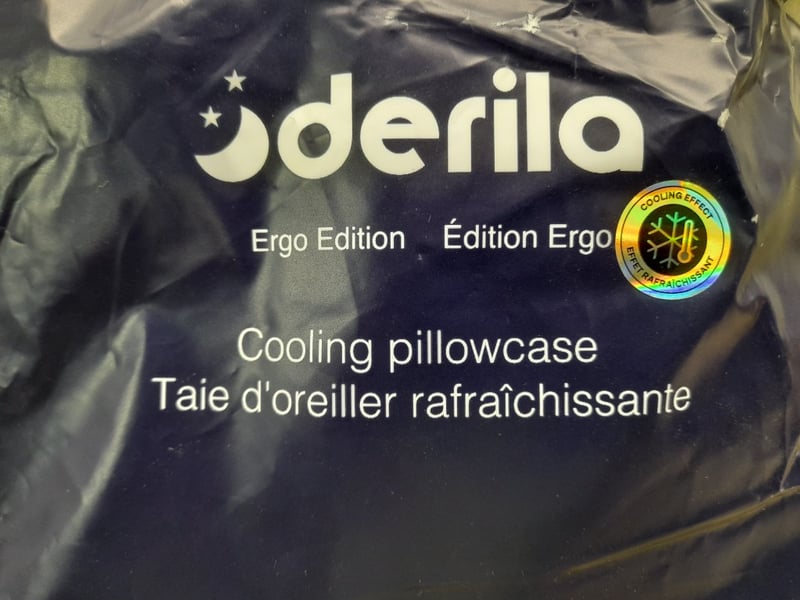 derila
Ergo Edition Édition Ergo
COOLING EFFECT
EFFET RAFRAÎCHISSANT
Cooling pillowcase
Taie d'oreiller rafraîchissante